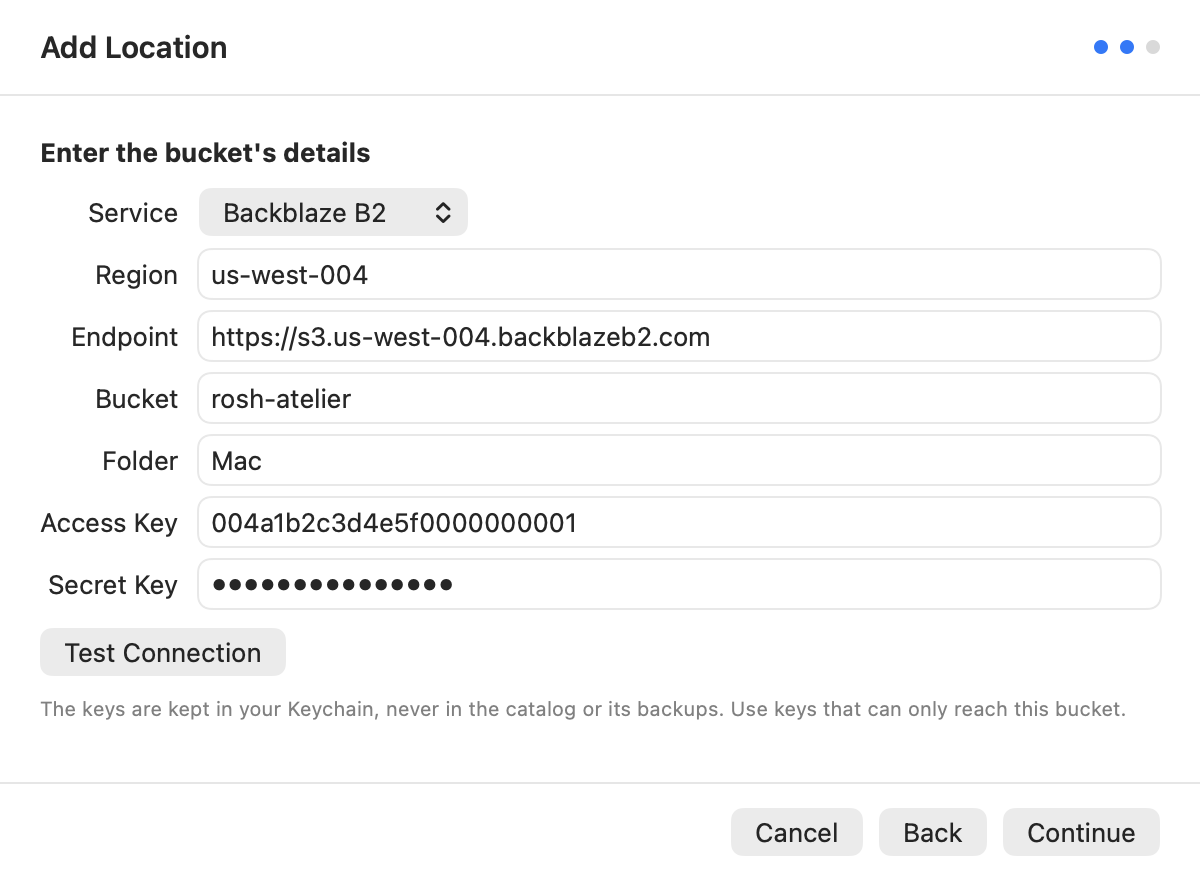 Add Location
Enter the bucket's details
Service Backblaze B2
Region us-west-004
Endpoint https://s3.us-west-004.backblazeb2.com
Bucket rosh-atelier
Folder Mac
Access Key 004a1b2c3d4e5f0000000001
Secret Key ●●●●●●●●●●●●●●●
Test Connection
The keys are kept in your Keychain, never in the catalog or its backups. Use keys that can only reach this bucket.
Cancel Back Continue